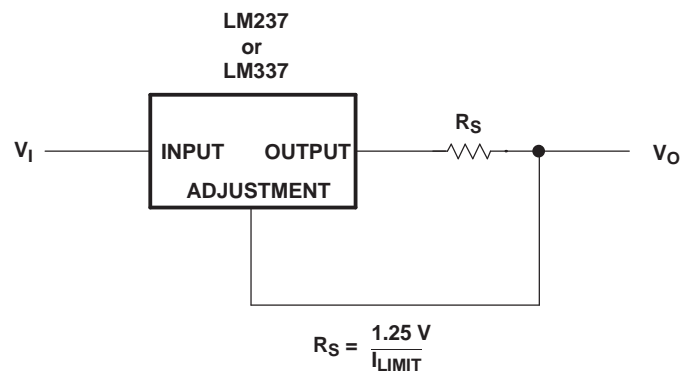 LM237
or
LM337
V_I
INPUT
OUTPUT
ADJUSTMENT
R_S
V_O
R_S = 1.25 V / I_LIMIT